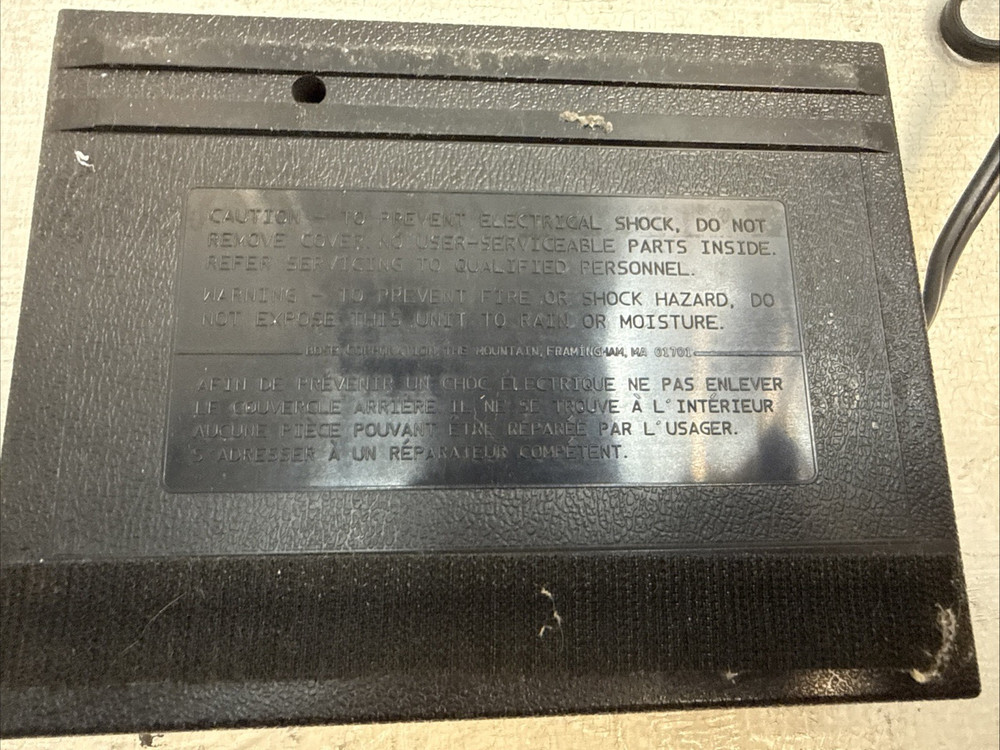 CAUTION – TO PREVENT ELECTRICAL SHOCK, DO NOT
REMOVE COVER. NO USER-SERVICEABLE PARTS INSIDE.
REFER SERVICING TO QUALIFIED PERSONNEL.
WARNING – TO PREVENT FIRE OR SHOCK HAZARD, DO
NOT EXPOSE THIS UNIT TO RAIN OR MOISTURE.
BOSE CORPORATION, THE MOUNTAIN, FRAMINGHAM, MA 01701
AFIN DE PRÉVENIR UN CHOC ÉLECTRIQUE NE PAS ENLEVER
LE COUVERCLE ARRIÈRE IL NE SE TROUVE À L'INTÉRIEUR
AUCUNE PIÈCE POUVANT ÊTRE RÉPARÉE PAR L'USAGER.
S'ADRESSER À UN RÉPARATEUR COMPÉTENT.